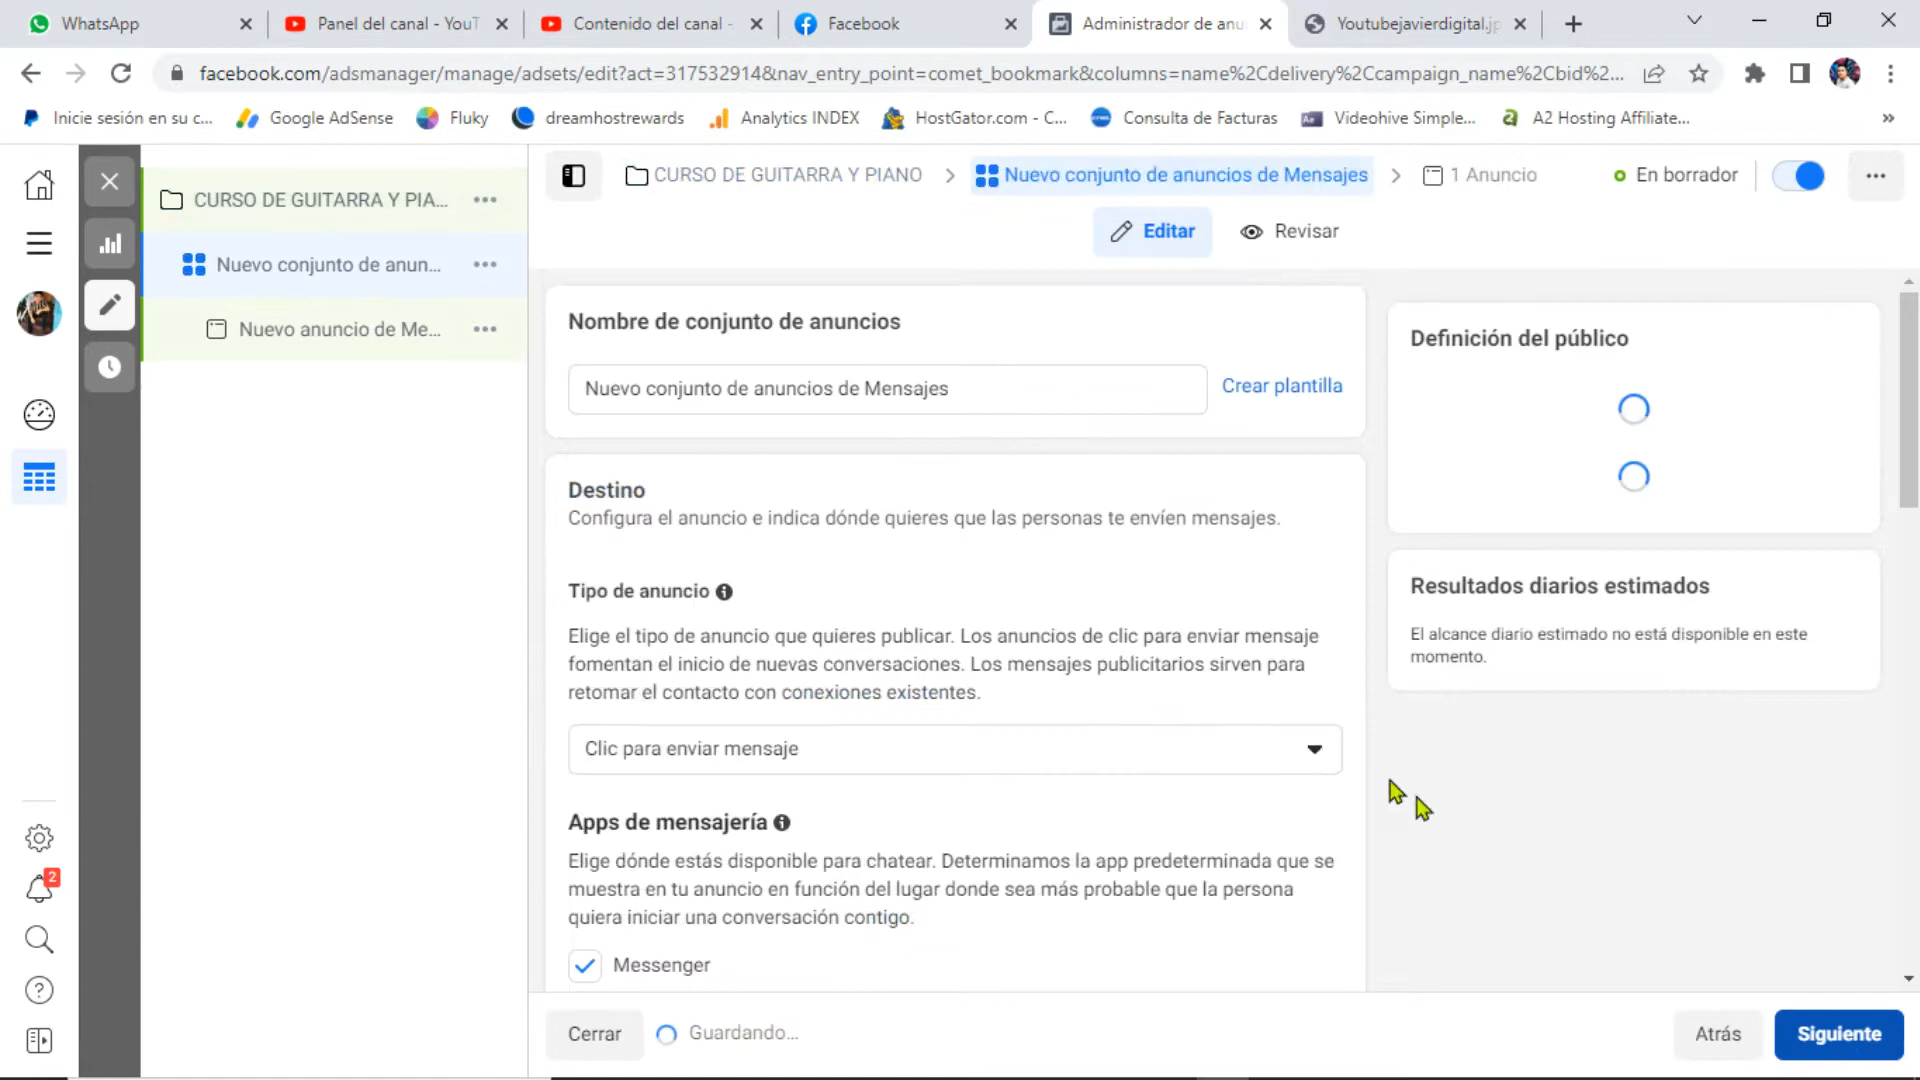 WhatsApp
Panel del canal - YouT
Contenido del canal -
Facebook
Administrador de anu
Youtubejavierdigital.jp
facebook.com/adsmanager/manage/adsets/edit?act=317532914&nav_entry_point=comet_bookmark&columns=name%2Cdelivery%2Ccampaign_name%2Cbid%2...
Inicie sesión en su c...
Google AdSense
Fluky
dreamhostrewards
Analytics INDEX
HostGator.com - C...
Consulta de Facturas
Videohive Simple...
A2 Hosting Affiliate...
CURSO DE GUITARRA Y PIA...
Nuevo conjunto de anun...
Nuevo anuncio de Me...
CURSO DE GUITARRA Y PIANO
Nuevo conjunto de anuncios de Mensajes
1 Anuncio
En borrador
Editar
Revisar
Nombre de conjunto de anuncios
Nuevo conjunto de anuncios de Mensajes
Crear plantilla
Destino
Configura el anuncio e indica dónde quieres que las personas te envíen mensajes.
Tipo de anuncio
Elige el tipo de anuncio que quieres publicar. Los anuncios de clic para enviar mensaje
fomentan el inicio de nuevas conversaciones. Los mensajes publicitarios sirven para
retomar el contacto con conexiones existentes.
Clic para enviar mensaje
Apps de mensajería
Elige dónde estás disponible para chatear. Determinamos la app predeterminada que se
muestra en tu anuncio en función del lugar donde sea más probable que la persona
quiera iniciar una conversación contigo.
Messenger
Definición del público
Resultados diarios estimados
El alcance diario estimado no está disponible en este
momento.
2
Cerrar
Guardando...
Atrás
Siguiente